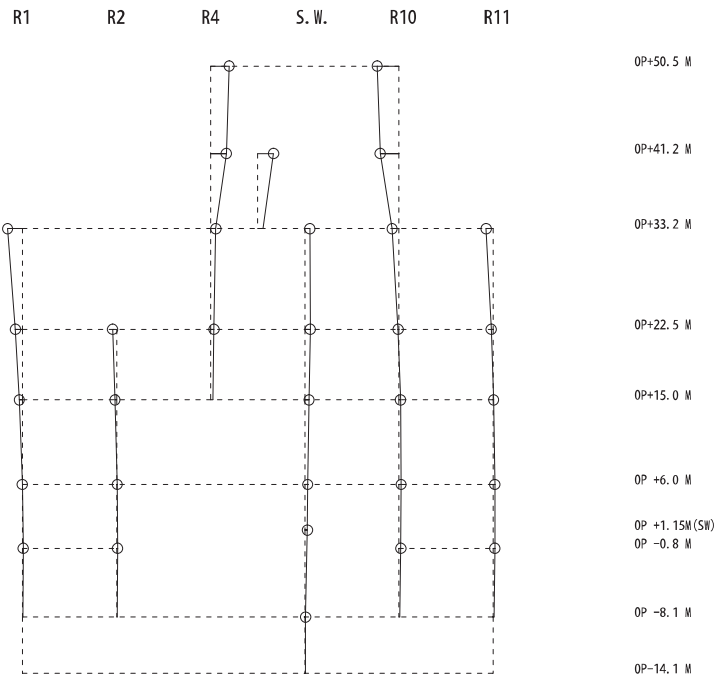 R1 R2 R4 S.W. R10 R11
OP+50.5 M
OP+41.2 M
OP+33.2 M
OP+22.5 M
OP+15.0 M
OP +6.0 M
OP +1.15M(SW)
OP -0.8 M
OP -8.1 M
OP-14.1 M